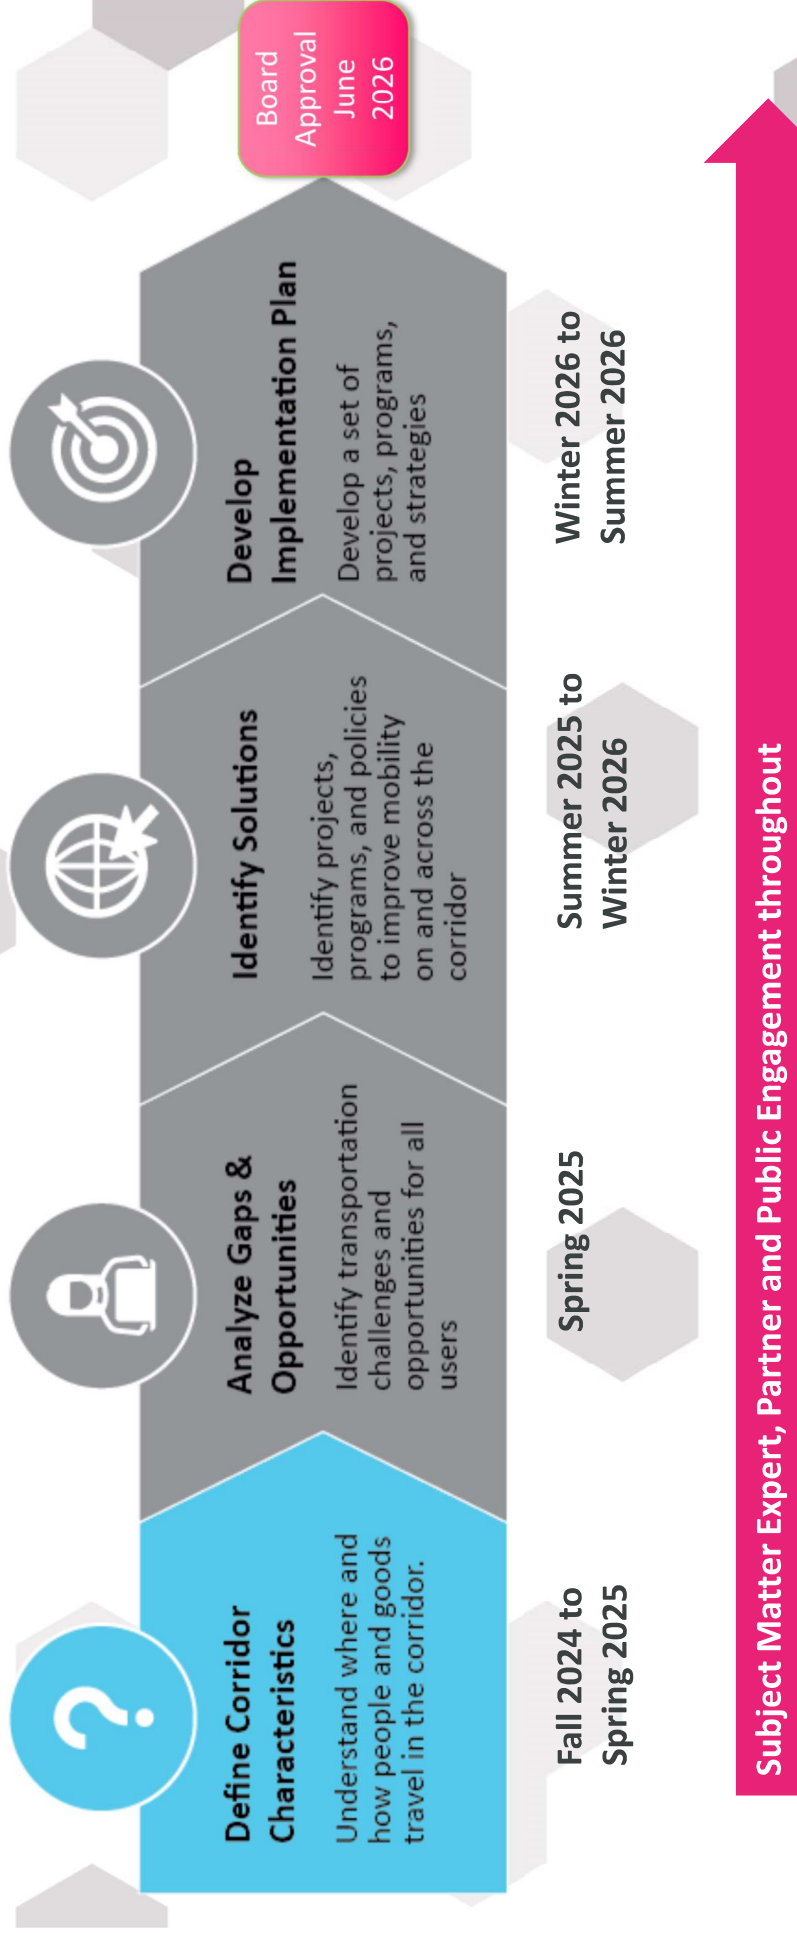 Define Corridor
Characteristics
Understand where and
how people and goods
travel in the corridor.
Fall 2024 to
Spring 2025
Analyze Gaps &
Opportunities
Identify transportation
challenges and
opportunities for all
users
Spring 2025
Identify Solutions
Identify projects,
programs, and policies
to improve mobility
on and across the
corridor
Summer 2025 to
Winter 2026
Develop
Implementation Plan
Develop a set of
projects, programs,
and strategies
Winter 2026 to
Summer 2026
Board
Approval
June
2026
Subject Matter Expert, Partner and Public Engagement throughout